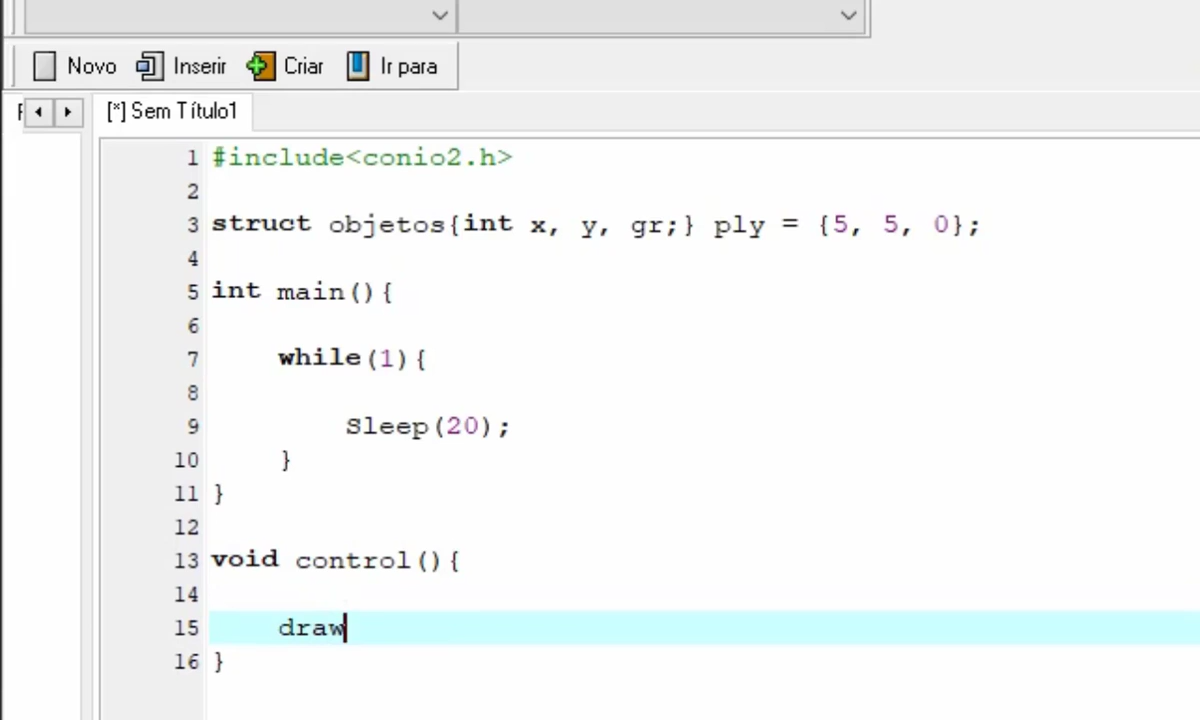 Novo Inserir Criar Ir para
[*] Sem Título1
1 #include<conio2.h>
2
3 struct objetos{int x, y, gr;} ply = {5, 5, 0};
4
5 int main(){
6
7 while(1){
8
9 Sleep(20);
10 }
11 }
12
13 void control(){
14
15 draw
16 }